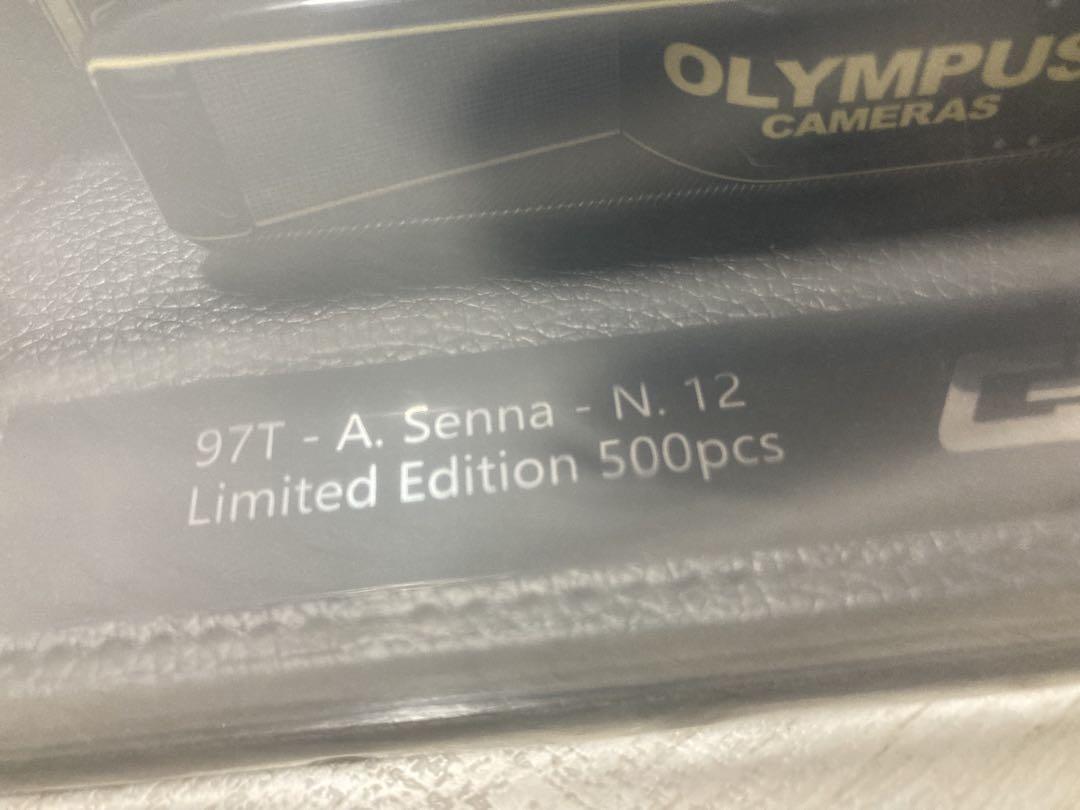 OLYMPUS
CAMERAS
97T - A. Senna - N. 12
Limited Edition 500pcs